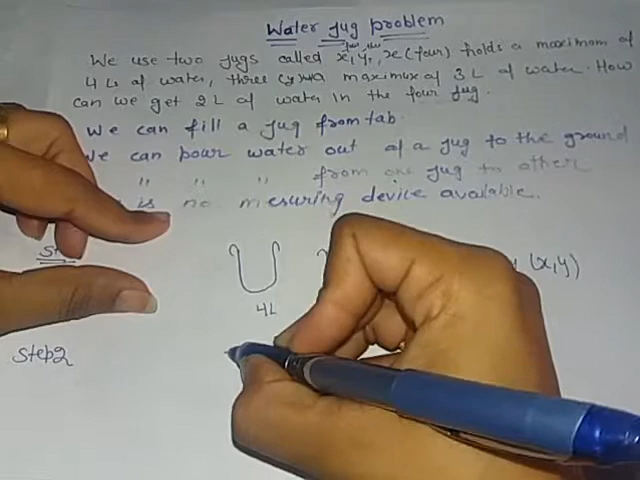 Water jug problem
We use two jugs called x, y, x (four) holds a maximum of
4 L of water, three (y) a maximux of 3 L of water. How
can we get 2 L of water in the four jug.
We can fill a jug from tab.
We can pour water out of a jug to the ground
" " " from one jug to other
is no mesuring device available.
(x,y)
4L
Step2